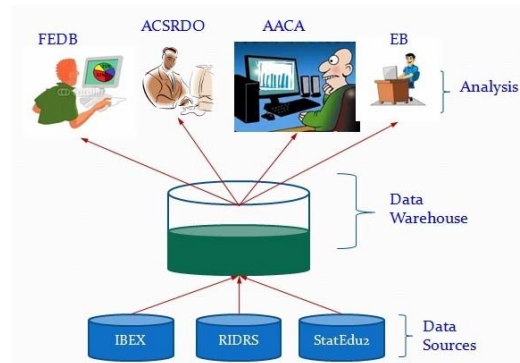 FEDB
ACSRDO
AACA
EB
Analysis
Data
Warehouse
IBEX
RIDRS
StatEdu2
Data
Sources